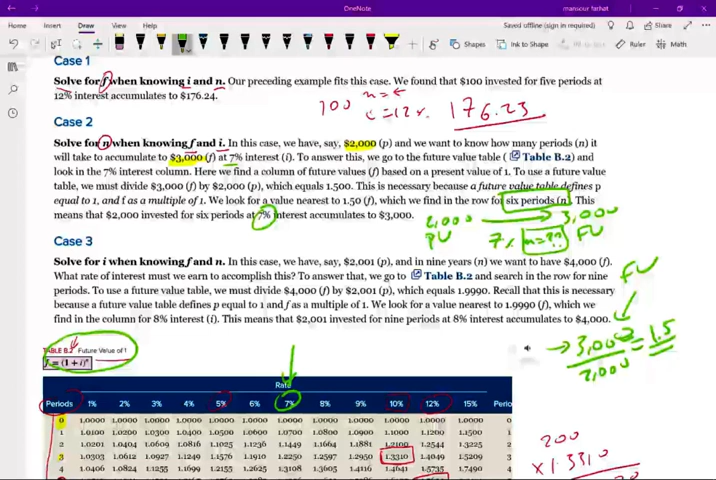 OneNote
mansour farhat
Home Insert Draw View Help
Saved offline (sign in required) Share
Shapes Ink to Shape Ruler Math
Case 1
Solve for f when knowing i and n. Our preceding example fits this case. We found that $100 invested for five periods at
12% interest accumulates to $176.24.
100
i=12%
176.23
Case 2
Solve for n when knowing f and i. In this case, we have, say, $2,000 (p) and we want to know how many periods (n) it
will take to accumulate to $3,000 (f) at 7% interest (i). To answer this, we go to the future value table ( Table B.2) and
look in the 7% interest column. Here we find a column of future values (f) based on a present value of 1. To use a future
value table, we must divide $3,000 (f) by $2,000 (p), which equals 1.500. This is necessary because a future value table defines p
equal to 1, and f as a multiple of 1. We look for a value nearest to 1.50 (f), which we find in the row for six periods (n). This
means that $2,000 invested for six periods at 7% interest accumulates to $3,000.
2,000 3,000
PV 7% n=?? FV
Case 3
Solve for i when knowing f and n. In this case, we have, say, $2,001 (p), and in nine years (n) we want to have $4,000 (f).
What rate of interest must we earn to accomplish this? To answer that, we go to Table B.2 and search in the row for nine
periods. To use a future value table, we must divide $4,000 (f) by $2,001 (p), which equals 1.9990. Recall that this is necessary
because a future value table defines p equal to 1 and f as a multiple of 1. We look for a value nearest to 1.9990 (f), which we
find in the column for 8% interest (i). This means that $2,001 invested for nine periods at 8% interest accumulates to $4,000.
FV
3,000 = 1.5
2,000
TABLE B.2 Future Value of 1
f = (1 + i)ⁿ
Rate
Periods 1% 2% 3% 4% 5% 6% 7% 8% 9% 10% 12% 15% Perio
0 1.0000 1.0000 1.0000 1.0000 1.0000 1.0000 1.0000 1.0000 1.0000 1.0000 1.0000 1.0000 0
1 1.0100 1.0200 1.0300 1.0400 1.0500 1.0600 1.0700 1.0800 1.0900 1.1000 1.1200 1.1500 1
2 1.0201 1.0404 1.0609 1.0816 1.1025 1.1236 1.1449 1.1664 1.1881 1.2100 1.2544 1.3225 2
3 1.0303 1.0612 1.0927 1.1249 1.1576 1.1910 1.2250 1.2597 1.2950 1.3310 1.4049 1.5209 3
4 1.0406 1.0824 1.1255 1.1699 1.2155 1.2625 1.3108 1.3605 1.4116 1.4641 1.5735 1.7490 4
200
x1.3310